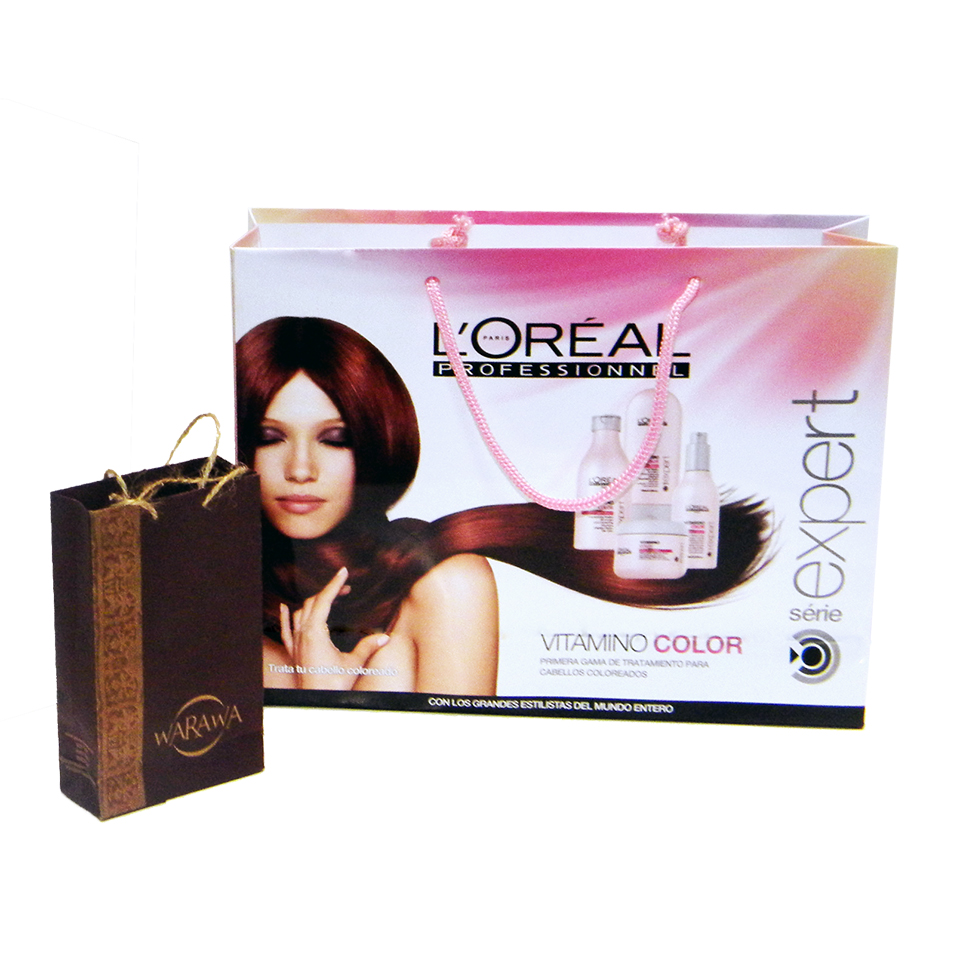 L'ORÉAL
PARIS
PROFESSIONNEL
expert
série
VITAMINO COLOR
PRIMERA GAMA DE TRATAMIENTO PARA
CABELLOS COLOREADOS
Trata tu cabello coloreado
CON LOS GRANDES ESTILISTAS DEL MUNDO ENTERO
WARAWA